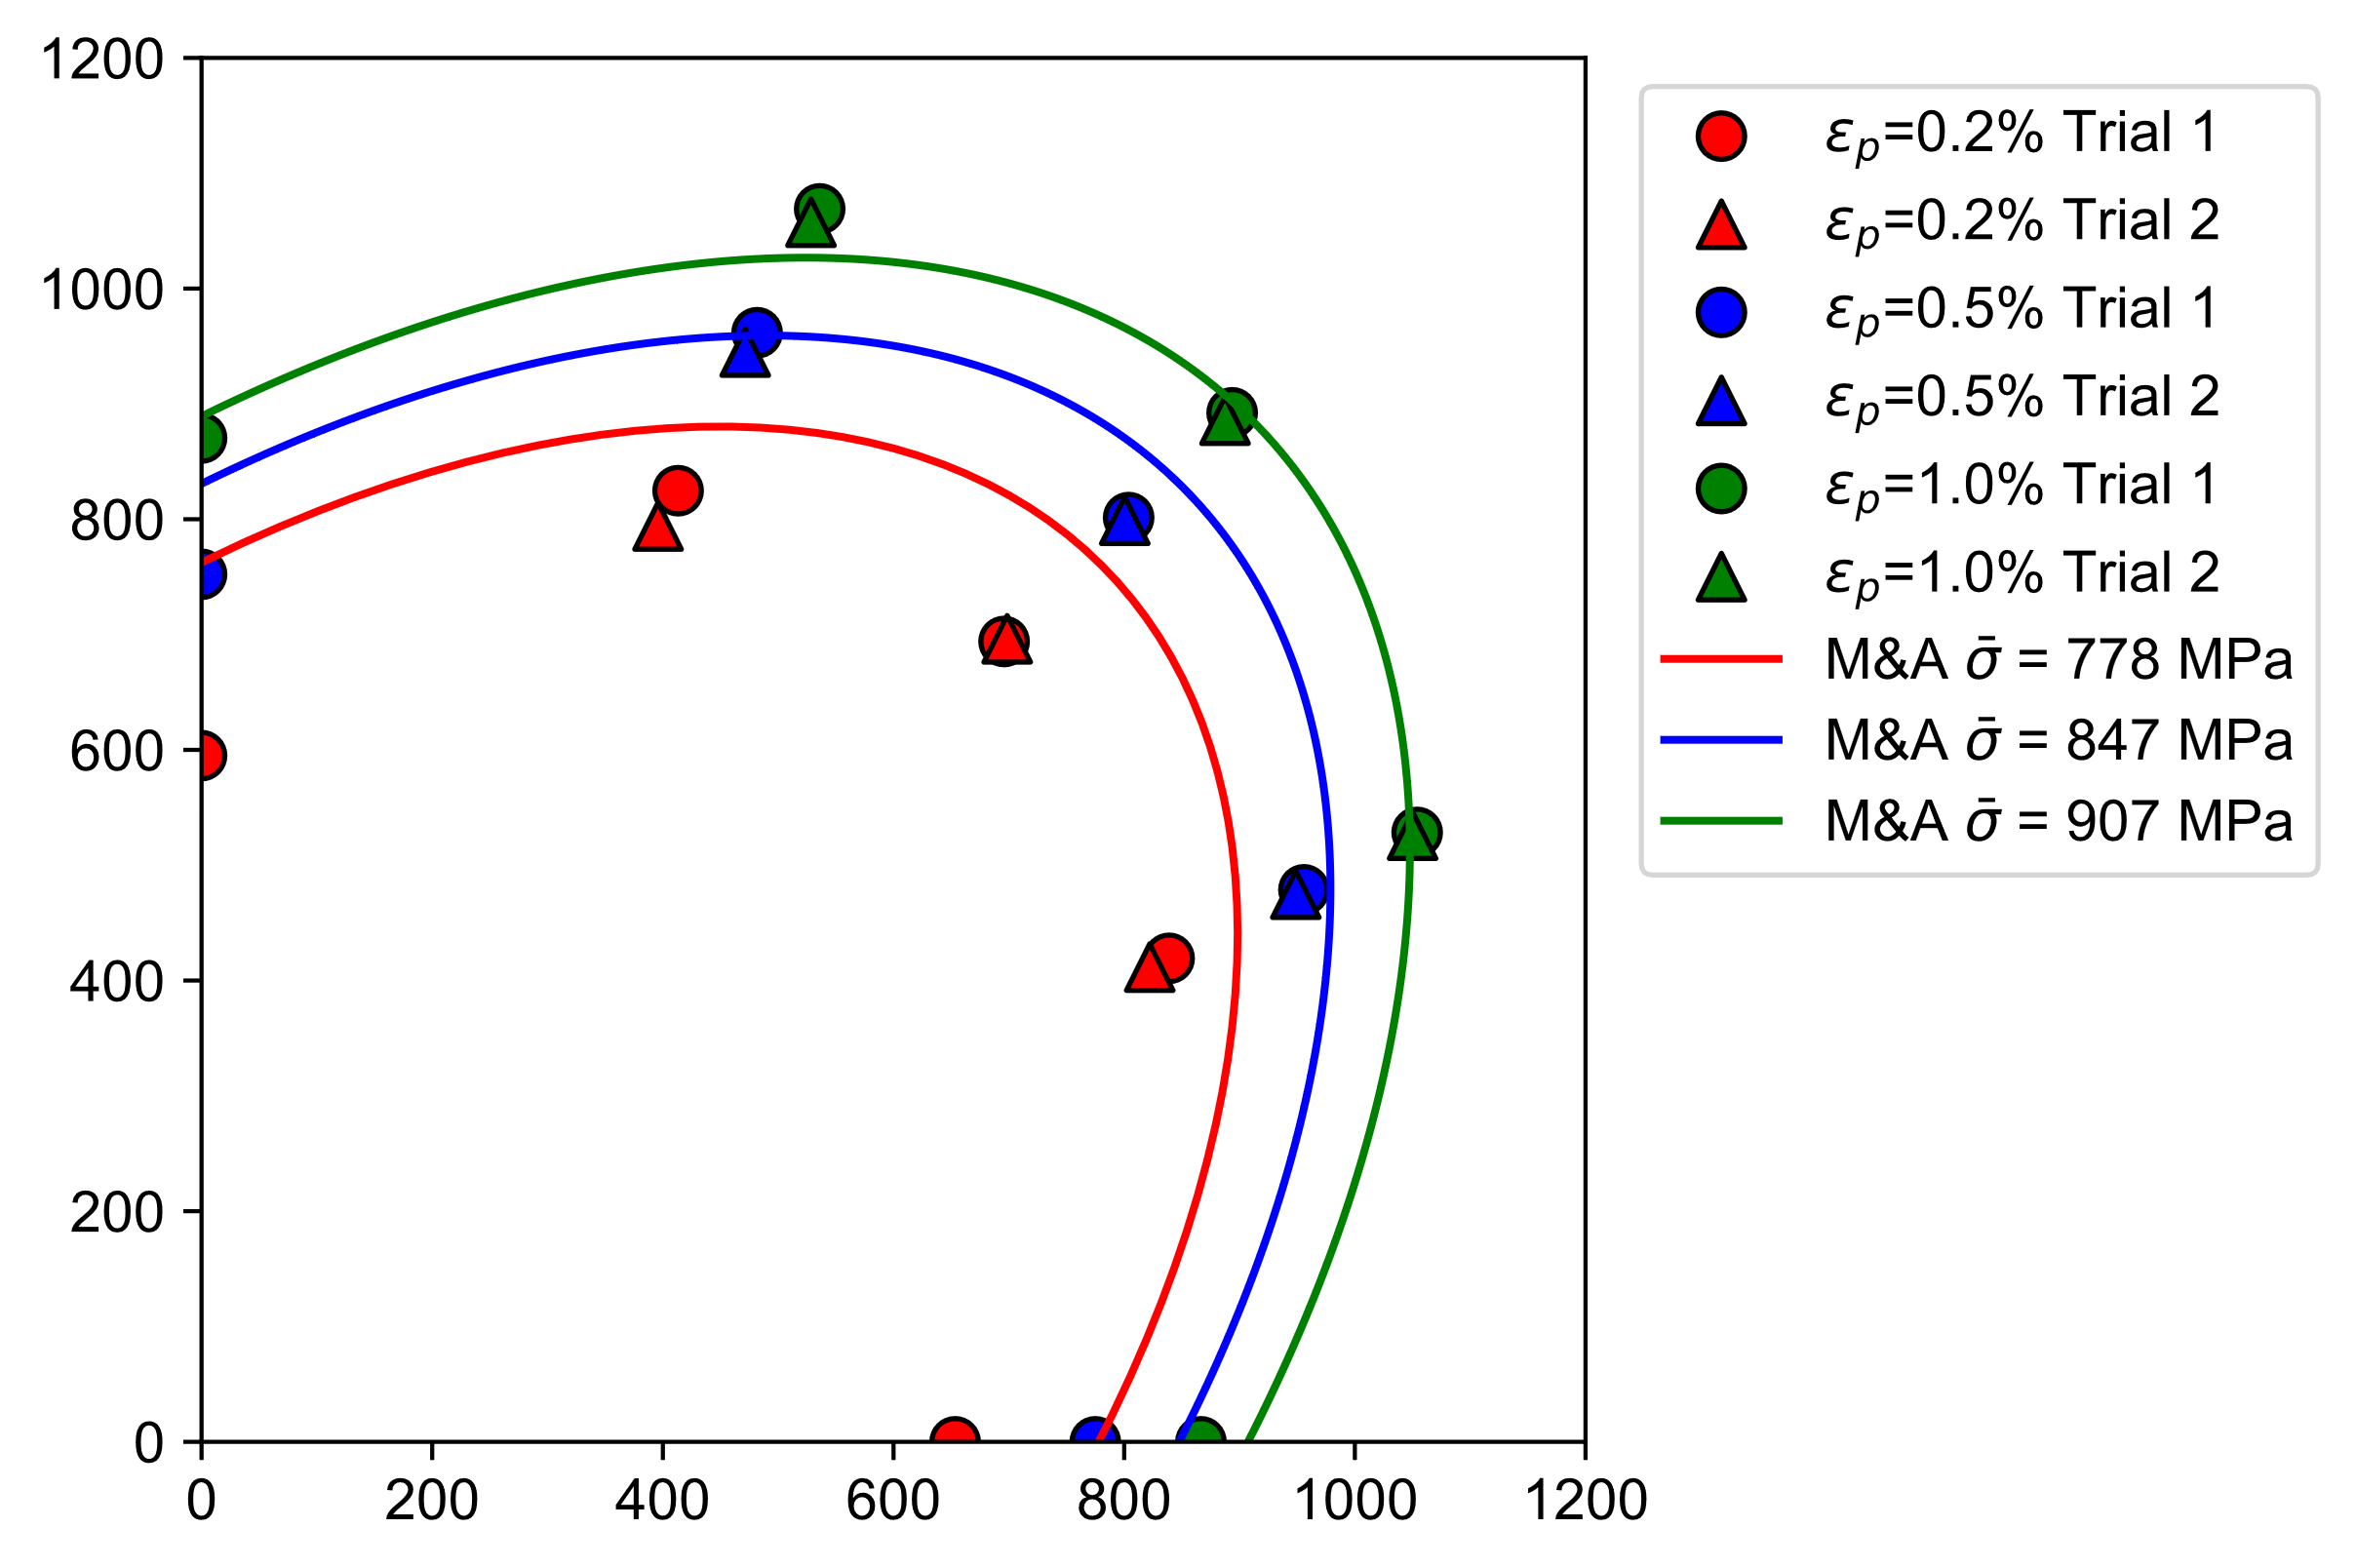 1200
1000
800
600
400
200
0
0 200 400 600 800 1000 1200
εp=0.2% Trial 1
εp=0.2% Trial 2
εp=0.5% Trial 1
εp=0.5% Trial 2
εp=1.0% Trial 1
εp=1.0% Trial 2
M&A σ̄ = 778 MPa
M&A σ̄ = 847 MPa
M&A σ̄ = 907 MPa